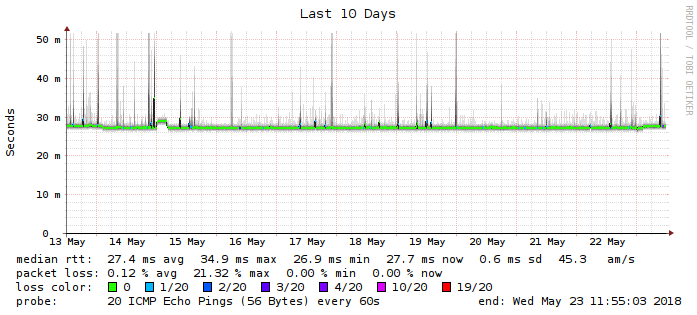 Last 10 Days
RRDTOOL / TOBI OETIKER
Seconds
50 m
40 m
30 m
20 m
10 m
0
13 May 14 May 15 May 16 May 17 May 18 May 19 May 20 May 21 May 22 May
median rtt: 27.4 ms avg 34.9 ms max 26.9 ms min 27.7 ms now 0.6 ms sd 45.3 am/s
packet loss: 0.12 % avg 21.32 % max 0.00 % min 0.00 % now
loss color: 0 1/20 2/20 3/20 4/20 10/20 19/20
probe: 20 ICMP Echo Pings (56 Bytes) every 60s end: Wed May 23 11:55:03 2018